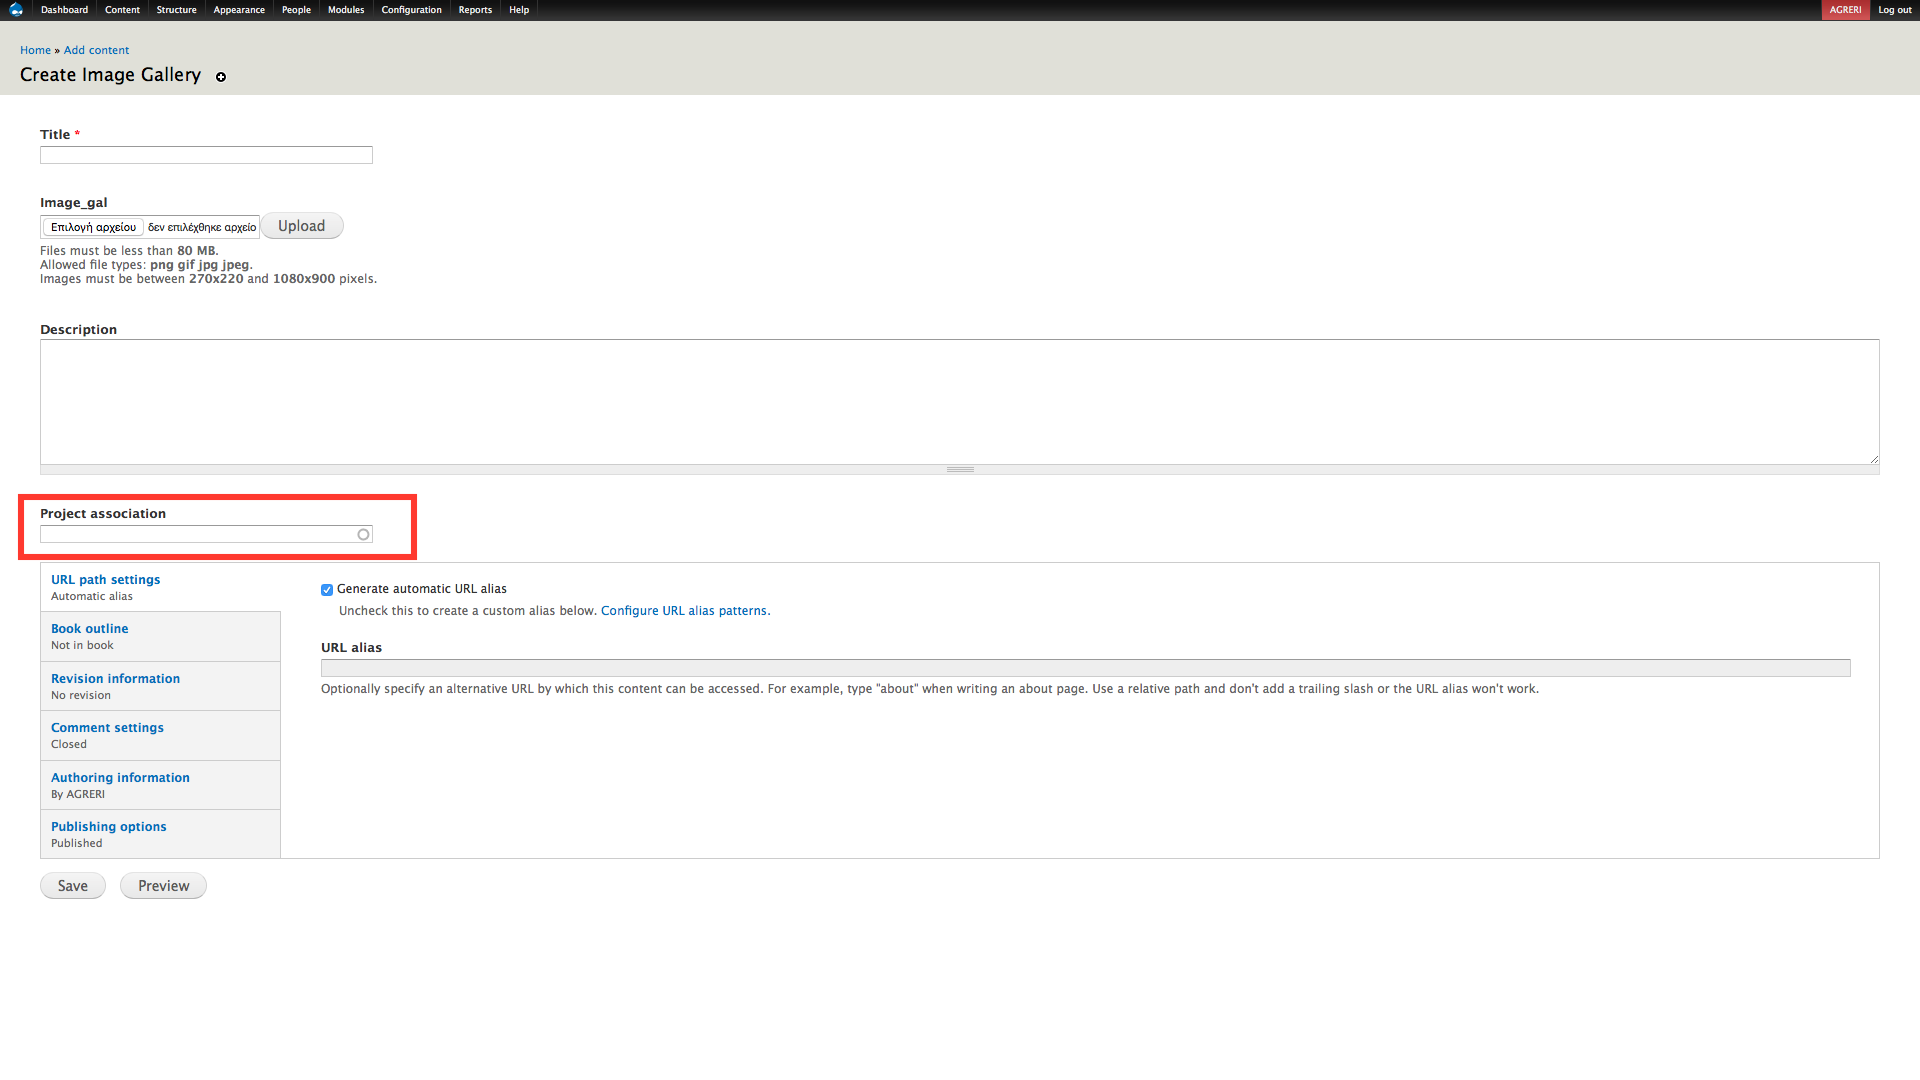 Dashboard Content Structure Appearance People Modules Configuration Reports Help AGRERI Log out
Home » Add content
Create Image Gallery
Title *
Image_gal
Επιλογή αρχείου δεν επιλέχθηκε αρχείο Upload
Files must be less than 80 MB.
Allowed file types: png gif jpg jpeg.
Images must be between 270x220 and 1080x900 pixels.
Description
Project association
URL path settings
Automatic alias
Book outline
Not in book
Revision information
No revision
Comment settings
Closed
Authoring information
By AGRERI
Publishing options
Published
Generate automatic URL alias
Uncheck this to create a custom alias below. Configure URL alias patterns.
URL alias
Optionally specify an alternative URL by which this content can be accessed. For example, type "about" when writing an about page. Use a relative path and don't add a trailing slash or the URL alias won't work.
Save Preview